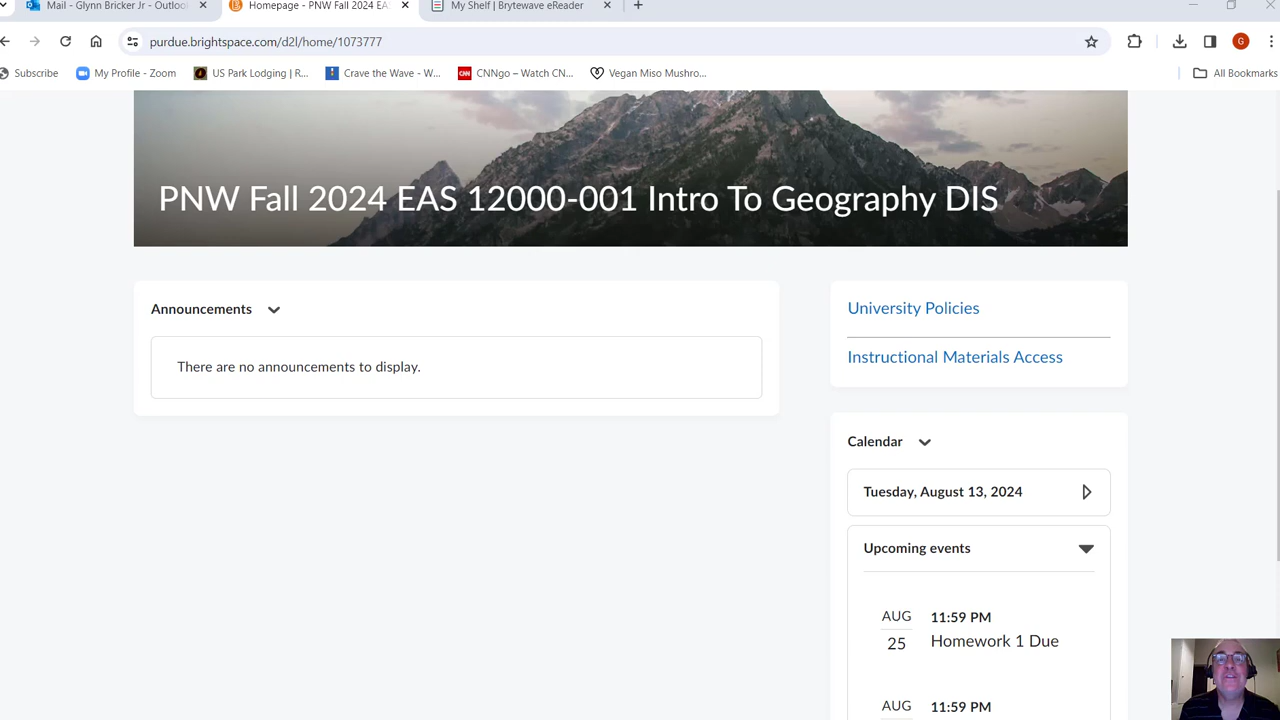 Mail - Glynn Bricker Jr - Outloo
Homepage - PNW Fall 2024 EA
My Shelf | Brytewave eReader
purdue.brightspace.com/d2l/home/1073777
G
Subscribe
My Profile - Zoom
US Park Lodging | R...
Crave the Wave - W...
CNN
CNNgo – Watch CN...
Vegan Miso Mushro...
All Bookmarks
PNW Fall 2024 EAS 12000-001 Intro To Geography DIS
Announcements
There are no announcements to display.
University Policies
Instructional Materials Access
Calendar
Tuesday, August 13, 2024
Upcoming events
AUG
25
11:59 PM
Homework 1 Due
AUG
11:59 PM